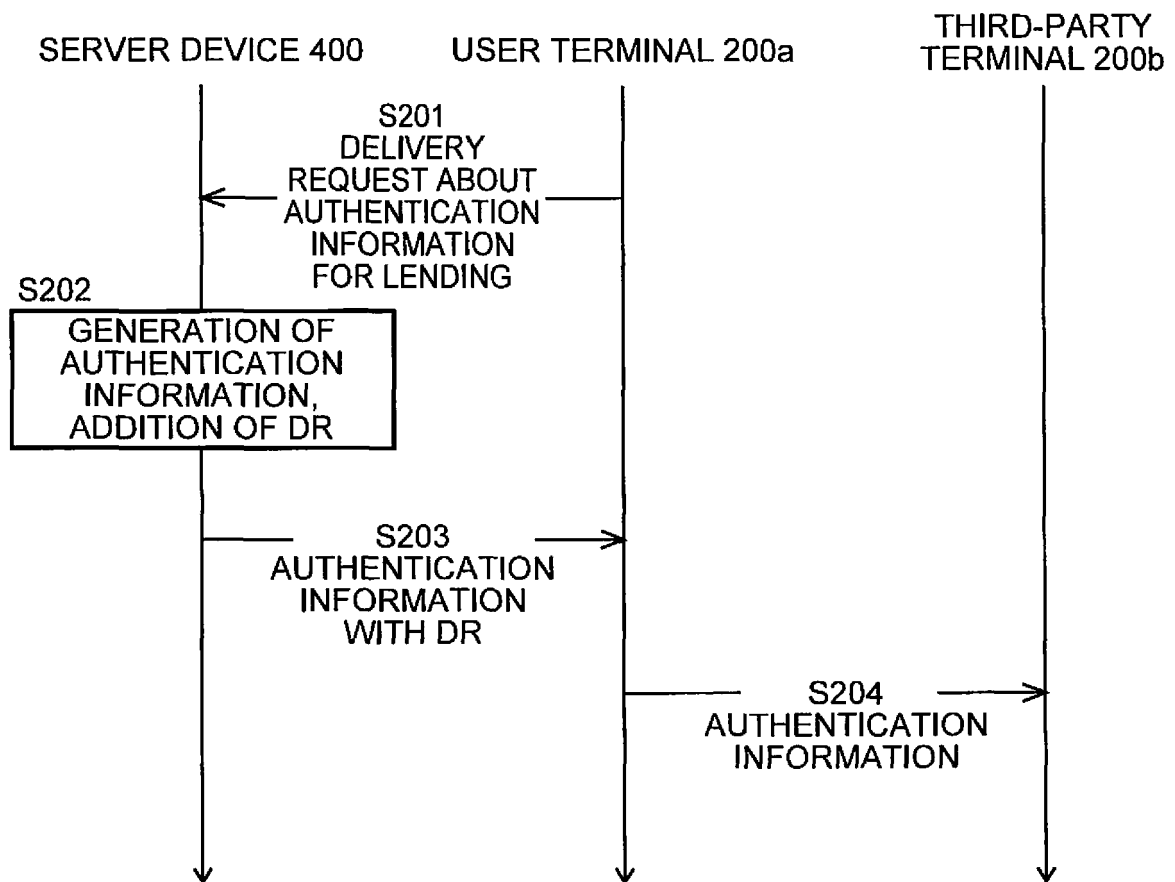 SERVER DEVICE 400
USER TERMINAL 200a
THIRD-PARTY
TERMINAL 200b
S201
DELIVERY
REQUEST ABOUT
AUTHENTICATION
INFORMATION
FOR LENDING
S202
GENERATION OF
AUTHENTICATION
INFORMATION,
ADDITION OF DR
S203
AUTHENTICATION
INFORMATION
WITH DR
S204
AUTHENTICATION
INFORMATION